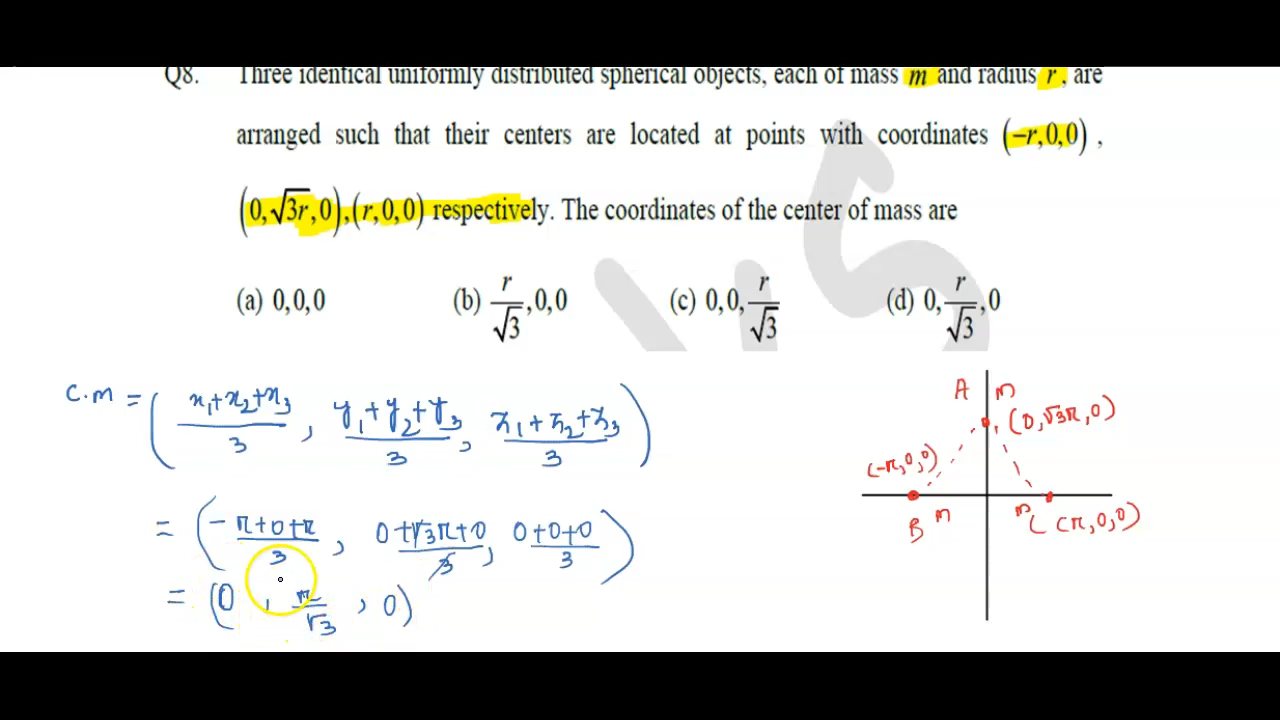 Q8. Three identical uniformly distributed spherical objects, each of mass m and radius r, are
arranged such that their centers are located at points with coordinates (−r,0,0),
(0,√3r,0),(r,0,0) respectively. The coordinates of the center of mass are
(a) 0,0,0 (b) r/√3,0,0 (c) 0,0,r/√3 (d) 0,r/√3,0
C.M = ((x₁+x₂+x₃)/3, (y₁+y₂+y₃)/3, (z₁+z₂+z₃)/3)
= ((-r+0+r)/3, (0+√3r+0)/3, (0+0+0)/3)
= (0, r/√3, 0)
A m
(0,√3r,0)
(-r,0,0)
B m m C (r,0,0)